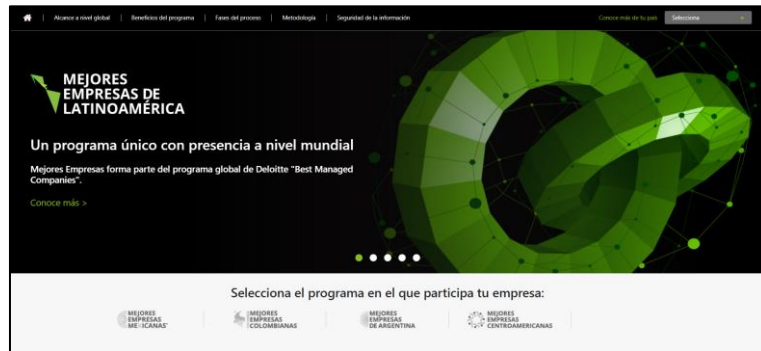 Alcance a nivel global | Beneficios del programa | Fases del proceso | Metodología | Seguridad de la información Conoce más de tu país Selecciona
MEJORES
EMPRESAS DE
LATINOAMÉRICA
Un programa único con presencia a nivel mundial
Mejores Empresas forma parte del programa global de Deloitte "Best Managed
Companies".
Conoce más >
Selecciona el programa en el que participa tu empresa:
MEJORES
EMPRESAS
MEXICANAS
MEJORES
EMPRESAS
COLOMBIANAS
MEJORES
EMPRESAS
DE ARGENTINA
MEJORES
EMPRESAS
CENTROAMERICANAS